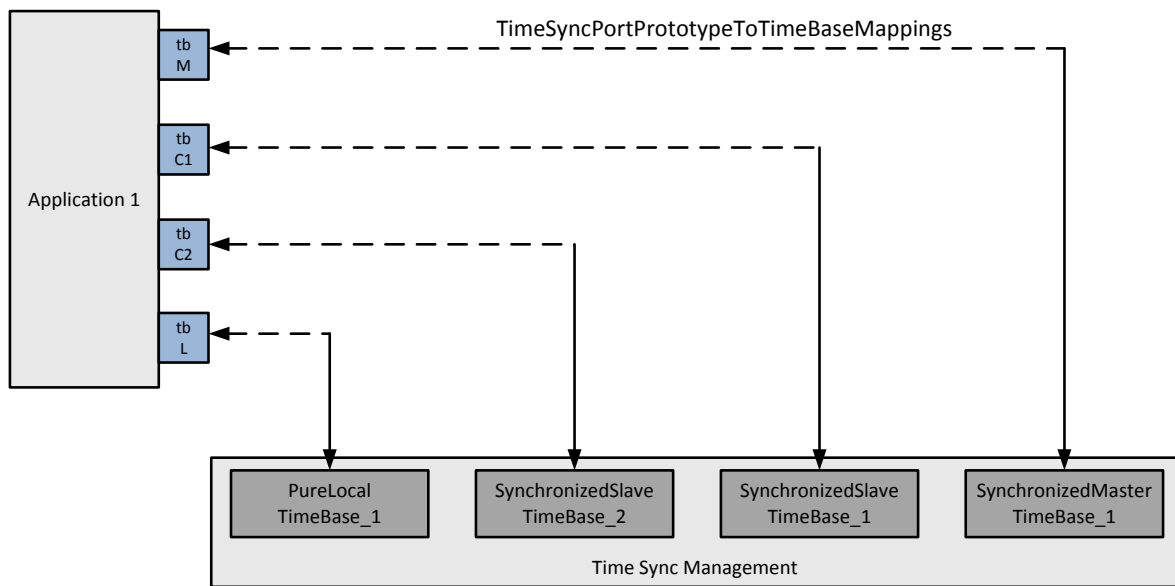 TimeSyncPortPrototypeToTimeBaseMappings
tb
M
tb
C1
Application 1
tb
C2
tb
L
PureLocal
TimeBase_1
SynchronizedSlave
TimeBase_2
SynchronizedSlave
TimeBase_1
SynchronizedMaster
TimeBase_1
Time Sync Management